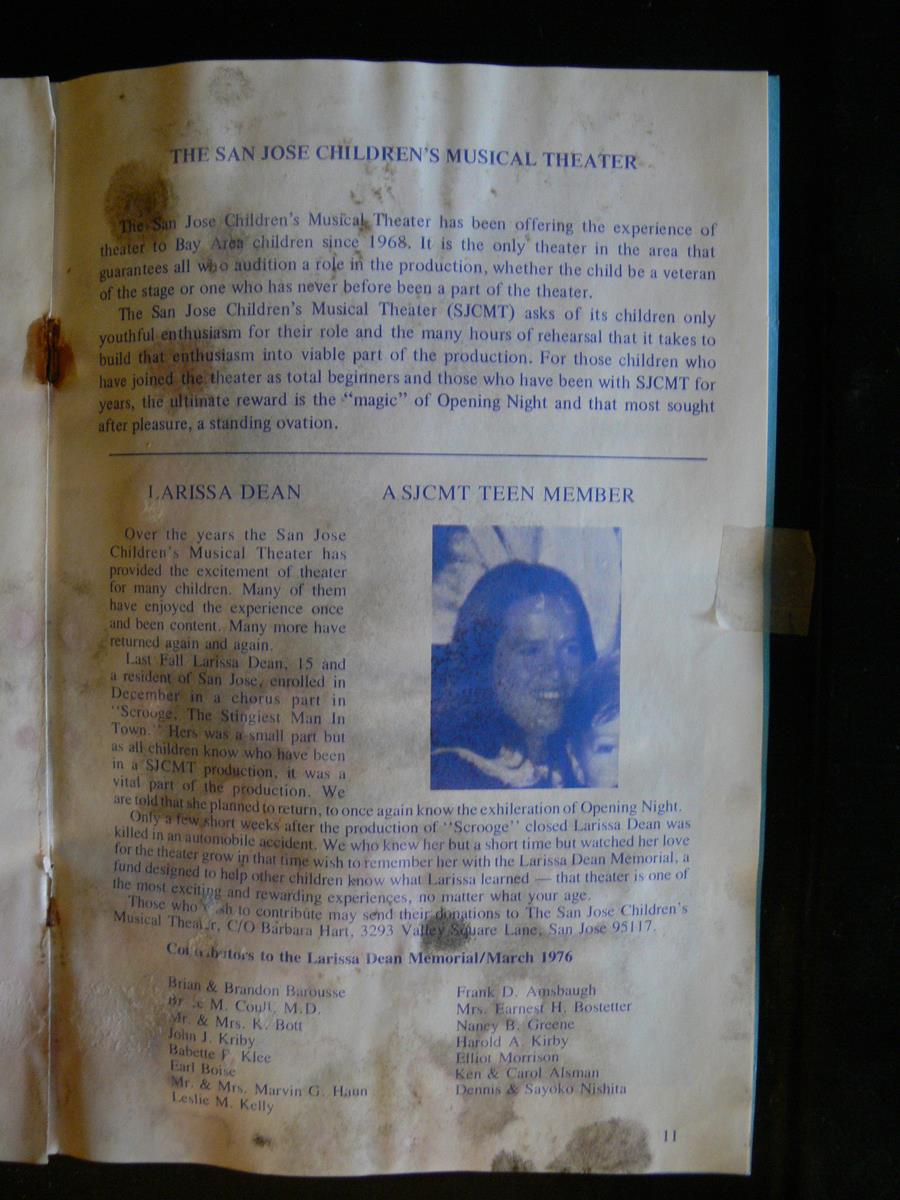 THE SAN JOSE CHILDREN'S MUSICAL THEATER
The San Jose Children's Musical Theater has been offering the experience of
theater to Bay Area children since 1968. It is the only theater in the area that
guarantees all who audition a role in the production, whether the child be a veteran
of the stage or one who has never before been a part of the theater.
The San Jose Children's Musical Theater (SJCMT) asks of its children only
youthful enthusiasm for their role and the many hours of rehearsal that it takes to
build that enthusiasm into viable part of the production. For those children who
have joined the theater as total beginners and those who have been with SJCMT for
years, the ultimate reward is the "magic" of Opening Night and that most sought
after pleasure, a standing ovation.
LARISSA DEAN A SJCMT TEEN MEMBER
Over the years the San Jose
Children's Musical Theater has
provided the excitement of theater
for many children. Many of them
have enjoyed the experience once
and been content. Many more have
returned again and again.
Last Fall Larissa Dean, 15 and
a resident of San Jose, enrolled in
December in a chorus part in
"Scrooge, The Stingiest Man In
Town." Hers was a small part but
as all children know who have been
in a SJCMT production, it was a
vital part of the production. We
are told that she planned to return, to once again know the exhileration of Opening Night.
Only a few short weeks after the production of "Scrooge" closed Larissa Dean was
killed in an automobile accident. We who knew her but a short time but watched her love
for the theater grow in that time wish to remember her with the Larissa Dean Memorial, a
fund designed to help other children know what Larissa learned — that theater is one of
the most exciting and rewarding experiences, no matter what your age.
Those who wish to contribute may send their donations to The San Jose Children's
Musical Theater, C/O Barbara Hart, 3293 Valley Square Lane, San Jose 95117.
Contributors to the Larissa Dean Memorial/March 1976
Brian & Brandon Barousse
M. Coull, M.D.
Mr. & Mrs. K. Bott
John J. Kriby
Babette P. Klee
Earl Boise
Mr. & Mrs. Marvin G. Haun
Leslie M. Kelly
Frank D. Amsbaugh
Mrs. Earnest H. Bostetter
Nancy B. Greene
Harold A. Kirby
Elliot Morrison
Ken & Carol Alsman
Dennis & Sayoko Nishita
11